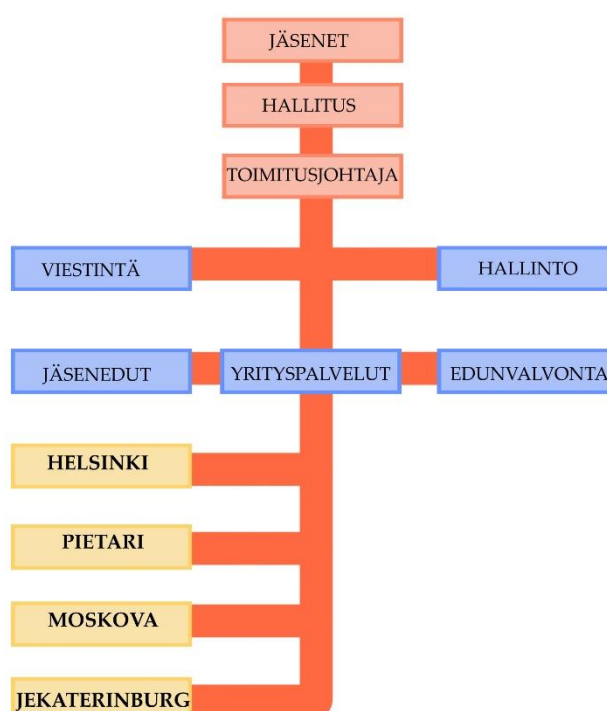 JÄSENET
HALLITUS
TOIMITUSJOHTAJA
VIESTINTÄ
HALLINTO
JÄSENEDUT
YRITYSPALVELUT
EDUNVALVONTA
HELSINKI
PIETARI
MOSKOVA
JEKATERINBURG